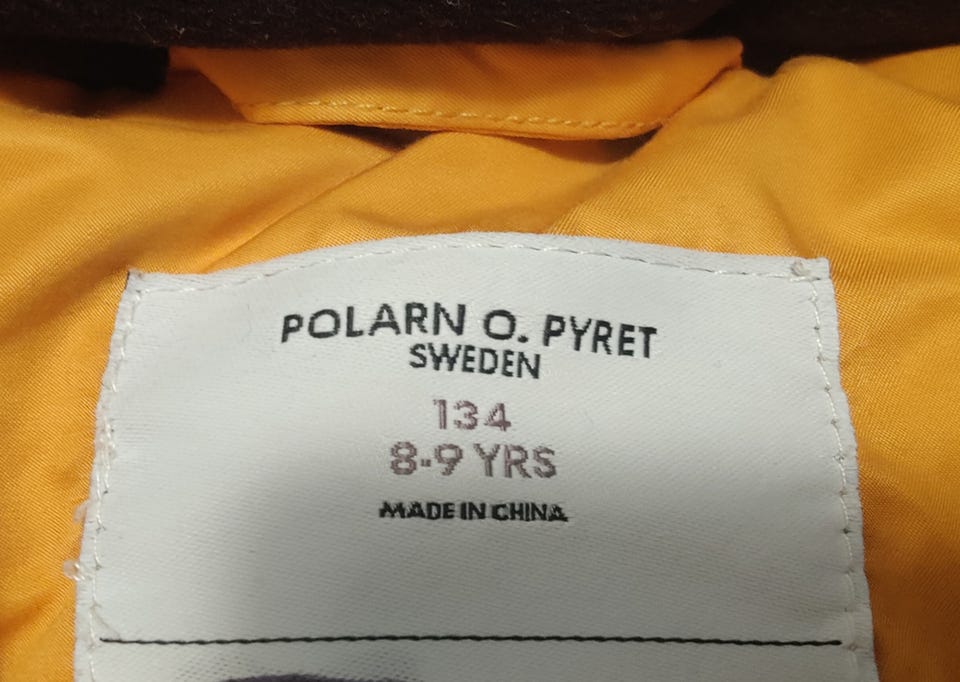 POLARN O. PYRET
SWEDEN
134
8-9 YRS
MADE IN CHINA